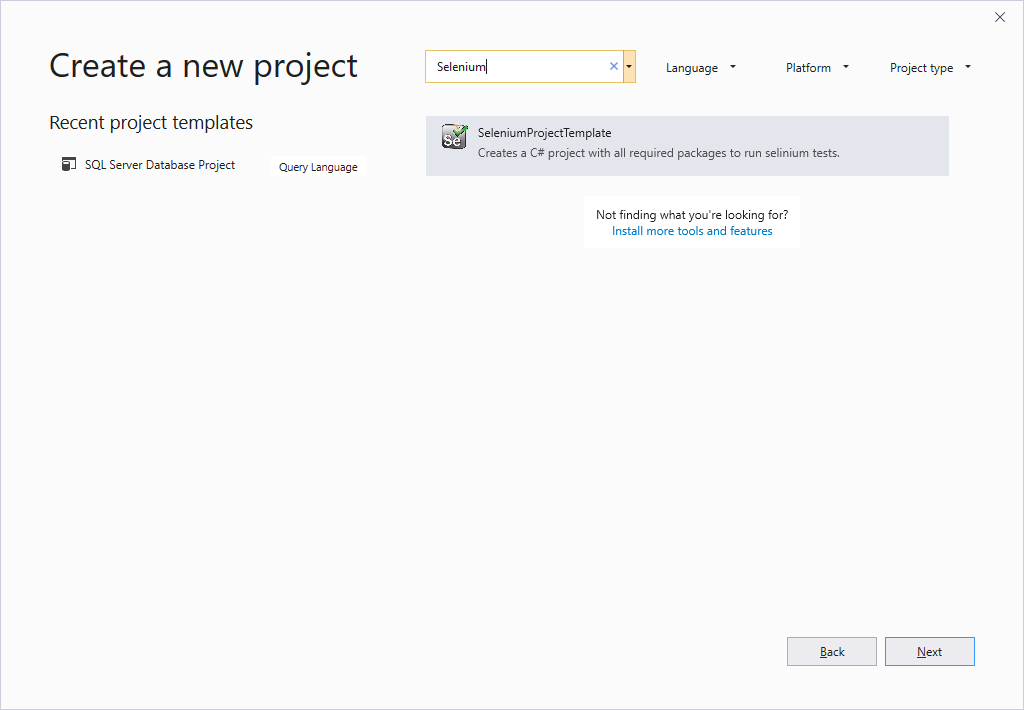 Create a new project
Selenium
Language
Platform
Project type
Recent project templates
SQL Server Database Project
Query Language
Se
SeleniumProjectTemplate
Creates a C# project with all required packages to run selinium tests.
Not finding what you're looking for?
Install more tools and features
Back
Next